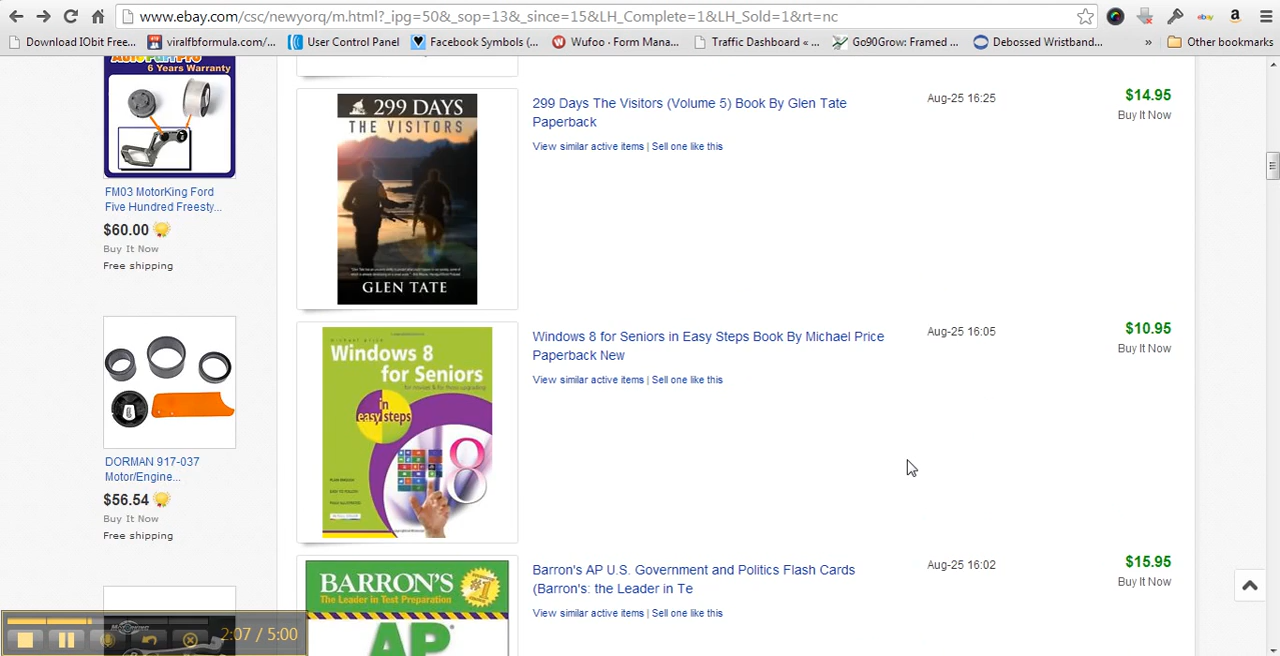 www.ebay.com/csc/newyorq/m.html?_ipg=50&_sop=13&_since=15&LH_Complete=1&LH_Sold=1&rt=nc
Download IObit Free...
viralfbformula.com/...
User Control Panel
Facebook Symbols (...
Wufoo - Form Mana...
Traffic Dashboard « ...
Go90Grow: Framed ...
Debossed Wristband...
»
Other bookmarks
6 Years Warranty
FM03 MotorKing Ford
Five Hundred Freesty...
$60.00
Buy It Now
Free shipping
DORMAN 917-037
Motor/Engine...
$56.54
Buy It Now
Free shipping
299 DAYS
THE VISITORS
GLEN TATE
299 Days The Visitors (Volume 5) Book By Glen Tate
Paperback
View similar active items | Sell one like this
Aug-25 16:25
$14.95
Buy It Now
Windows 8
for Seniors
in
easy steps
8
Windows 8 for Seniors in Easy Steps Book By Michael Price
Paperback New
View similar active items | Sell one like this
Aug-25 16:05
$10.95
Buy It Now
BARRON'S
The Leader in Test Preparation
#1
AP
Barron's AP U.S. Government and Politics Flash Cards
(Barron's: the Leader in Te
View similar active items | Sell one like this
Aug-25 16:02
$15.95
Buy It Now
2:07 / 5:00